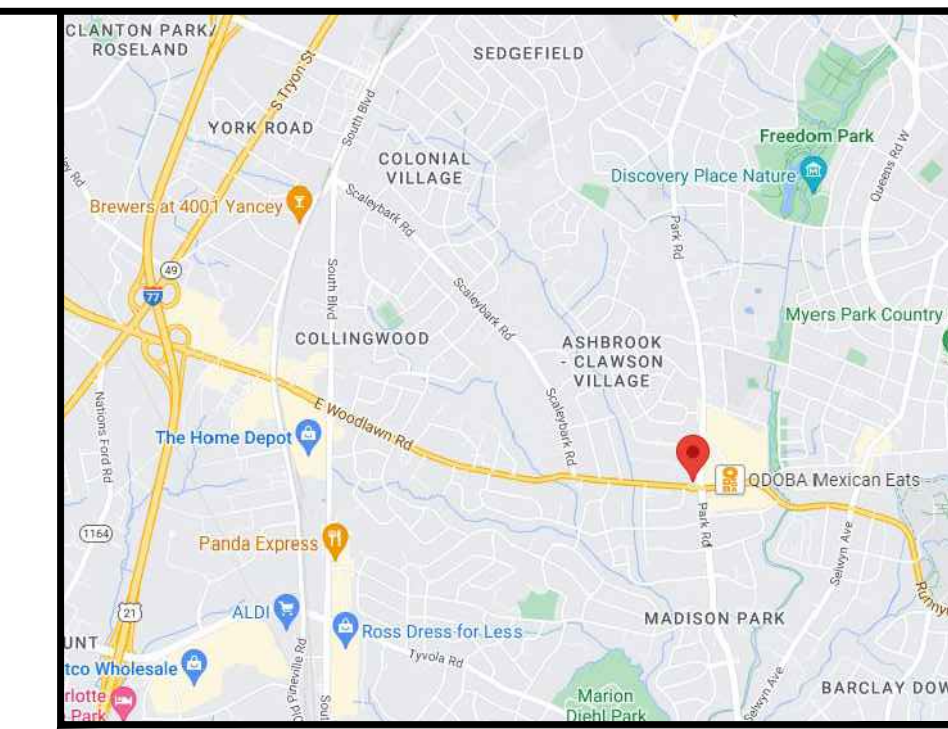 CLANTON PARK/
ROSELAND
SEDGEFIELD
S Tryon St
South Blvd
YORK ROAD
Freedom Park
COLONIAL
VILLAGE
Discovery Place Nature
Queens Rd W
Brewers at 4001 Yancey
Scaleybark Rd
Park Rd
49
77
South Blvd
Scaleybark Rd
Myers Park Country
COLLINGWOOD
ASHBROOK
- CLAWSON
VILLAGE
Nations Ford Rd
E Woodlawn Rd
Scaleybark Rd
The Home Depot
QDOBA Mexican Eats
Park Rd
1164
Panda Express
Selwyn Ave
21
ALDI
MADISON PARK
Ross Dress for Less
UNT
Tyvola Rd
tco Wholesale
Pineville Rd
Selwyn Ave
BARCLAY DOW
rlotte
Park
Marion
Diehl Park